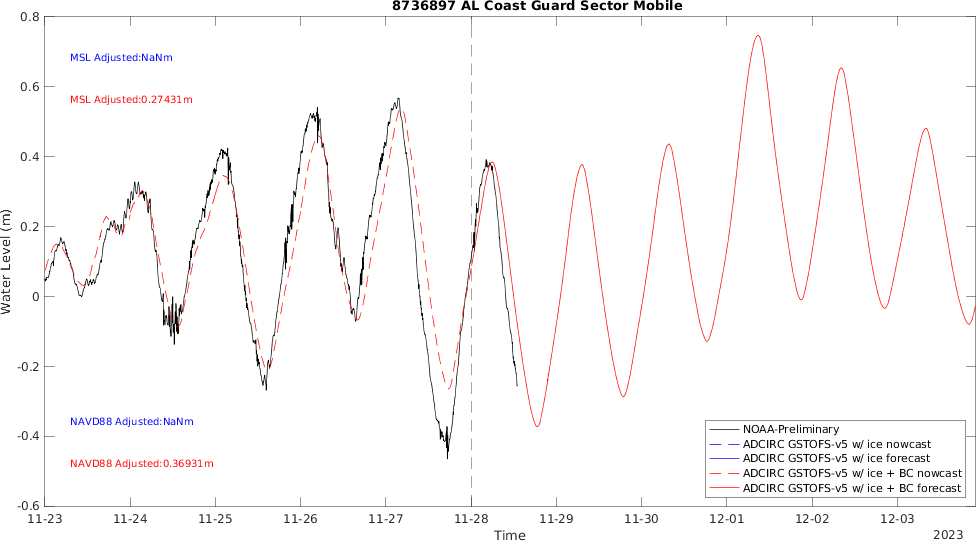 8736897 AL Coast Guard Sector Mobile
0.8
0.6
0.4
0.2
0
-0.2
-0.4
-0.6
Water Level (m)
MSL Adjusted:NaNm
MSL Adjusted:0.27431m
NAVD88 Adjusted:NaNm
NAVD88 Adjusted:0.36931m
NOAA-Preliminary
ADCIRC GSTOFS-v5 w/ ice nowcast
ADCIRC GSTOFS-v5 w/ ice forecast
ADCIRC GSTOFS-v5 w/ ice + BC nowcast
ADCIRC GSTOFS-v5 w/ ice + BC forecast
11-23 11-24 11-25 11-26 11-27 11-28 11-29 11-30 12-01 12-02 12-03
Time
2023